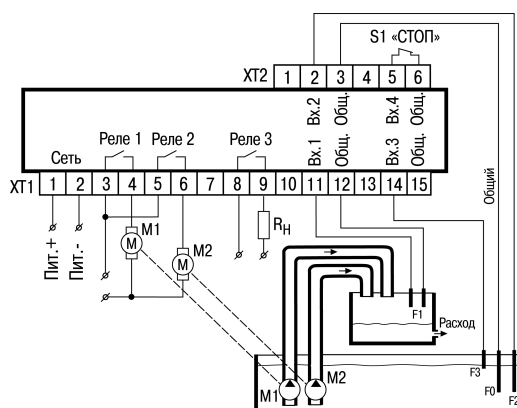 S1 «СТОП»
XT2 1 2 3 4 5 6
Вх.2 Общ. Вх.4 Общ.
Вх.1 Общ. Вх.3 Общ.
Реле 1 Реле 2 Реле 3
Сеть
XT1 1 2 3 4 5 6 7 8 9 10 11 12 13 14 15
Пит.+ Пит.-
M M1
M M2
RН
Общий
F1
Расход
M1 M2
F3 F0 F2